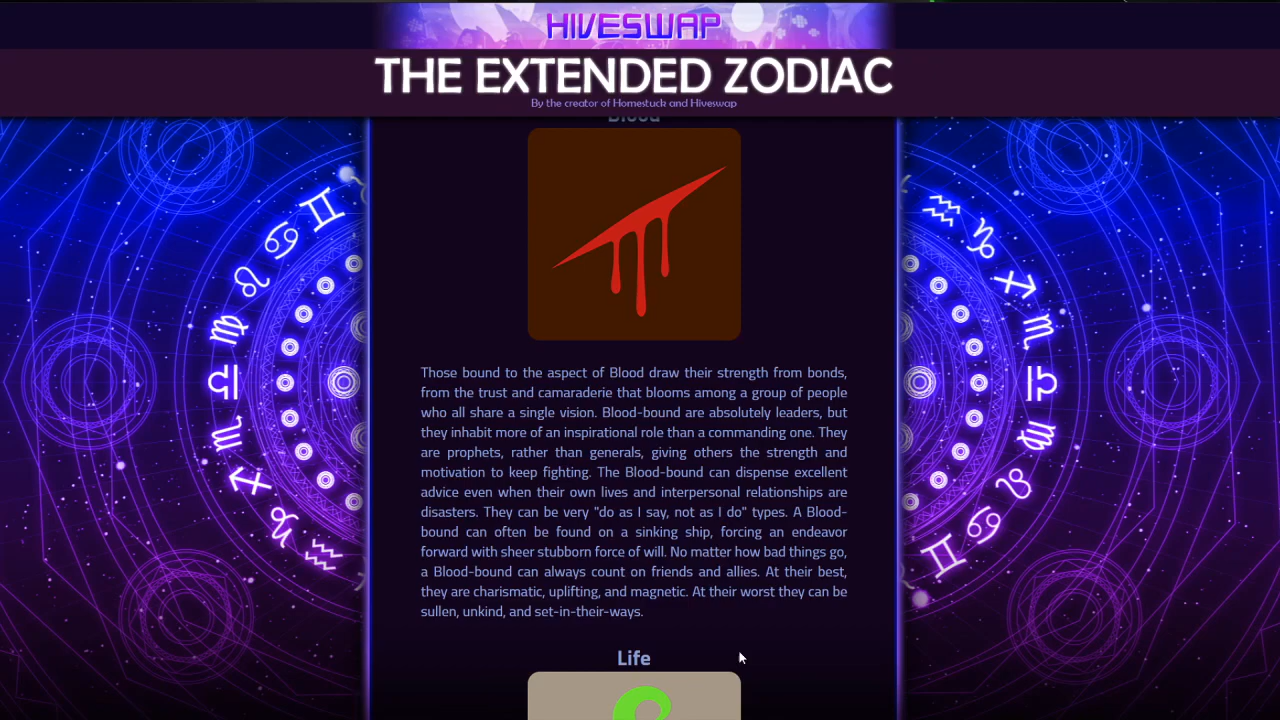 HIVESWAP
THE EXTENDED ZODIAC
By the creator of Homestuck and Hiveswap
Blood
Those bound to the aspect of Blood draw their strength from bonds,
from the trust and camaraderie that blooms among a group of people
who all share a single vision. Blood-bound are absolutely leaders, but
they inhabit more of an inspirational role than a commanding one. They
are prophets, rather than generals, giving others the strength and
motivation to keep fighting. The Blood-bound can dispense excellent
advice even when their own lives and interpersonal relationships are
disasters. They can be very "do as I say, not as I do" types. A Blood-
bound can often be found on a sinking ship, forcing an endeavor
forward with sheer stubborn force of will. No matter how bad things go,
a Blood-bound can always count on friends and allies. At their best,
they are charismatic, uplifting, and magnetic. At their worst they can be
sullen, unkind, and set-in-their-ways.
Life